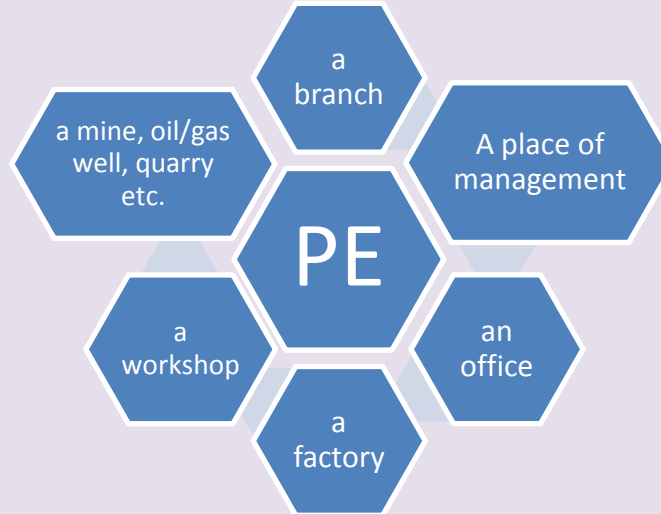 a
branch
a mine, oil/gas
well, quarry
etc.
A place of
management
PE
a
workshop
an
office
a
factory